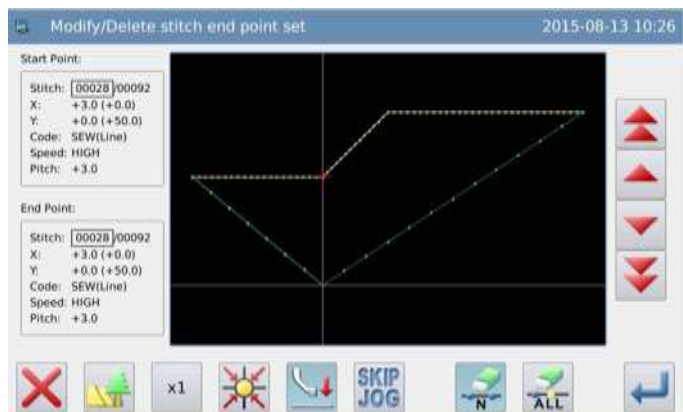 Modify/Delete stitch end point set
2015-08-13 10:26
Start Point:
Stitch: 00028/00092
X: +3.0 (+0.0)
Y: +0.0 (+50.0)
Code: SEW(Line)
Speed: HIGH
Pitch: +3.0
End Point:
Stitch: 00028/00092
X: +3.0 (+0.0)
Y: +0.0 (+50.0)
Code: SEW(Line)
Speed: HIGH
Pitch: +3.0
x1
SKIP
JOG
N
ALL